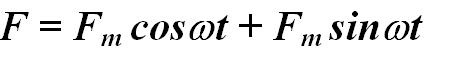 F = Fₘ cosωt + Fₘ sinωt